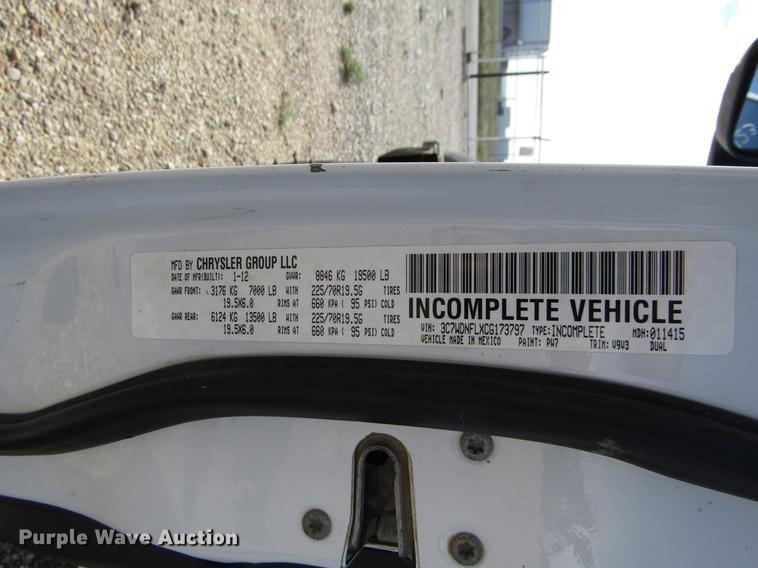 MFD BY CHRYSLER GROUP LLC
DATE OF MFR(BUILT): 1-12 GVWR: 8846 KG 19500 LB
GAWR FRONT: 3176 KG 7000 LB WITH 225/70R19.5G TIRES
19.5X6.0 RIMS AT 660 KPA ( 95 PSI) COLD
GAWR REAR: 6124 KG 13500 LB WITH 225/70R19.5G TIRES
19.5X6.0 RIMS AT 660 KPA ( 95 PSI) COLD
INCOMPLETE VEHICLE
VIN: 3C7WDNFLXCG173797 TYPE: INCOMPLETE MDH: 011415
VEHICLE MADE IN MEXICO PAINT: PW7 TRIM: V9V3 DUAL
53
Purple Wave Auction
Purple Wave Auction